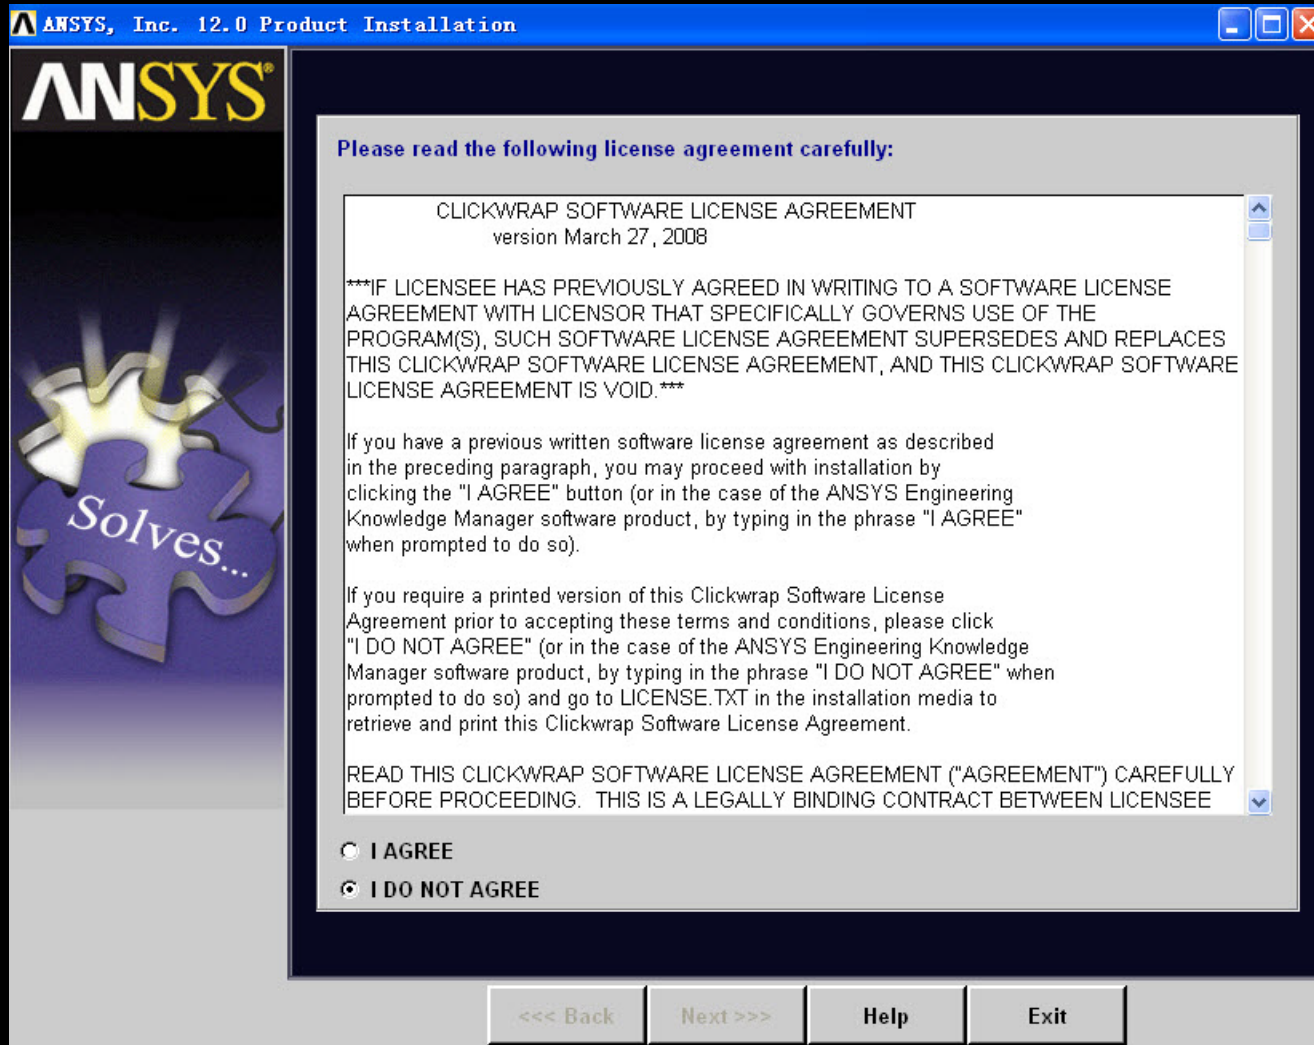 ANSYS, Inc. 12.0 Product Installation
ANSYS®
Solves...
Please read the following license agreement carefully:
CLICKWRAP SOFTWARE LICENSE AGREEMENT
version March 27, 2008
***IF LICENSEE HAS PREVIOUSLY AGREED IN WRITING TO A SOFTWARE LICENSE
AGREEMENT WITH LICENSOR THAT SPECIFICALLY GOVERNS USE OF THE
PROGRAM(S), SUCH SOFTWARE LICENSE AGREEMENT SUPERSEDES AND REPLACES
THIS CLICKWRAP SOFTWARE LICENSE AGREEMENT, AND THIS CLICKWRAP SOFTWARE
LICENSE AGREEMENT IS VOID.***
If you have a previous written software license agreement as described
in the preceding paragraph, you may proceed with installation by
clicking the "I AGREE" button (or in the case of the ANSYS Engineering
Knowledge Manager software product, by typing in the phrase "I AGREE"
when prompted to do so).
If you require a printed version of this Clickwrap Software License
Agreement prior to accepting these terms and conditions, please click
"I DO NOT AGREE" (or in the case of the ANSYS Engineering Knowledge
Manager software product, by typing in the phrase "I DO NOT AGREE" when
prompted to do so) and go to LICENSE.TXT in the installation media to
retrieve and print this Clickwrap Software License Agreement.
READ THIS CLICKWRAP SOFTWARE LICENSE AGREEMENT ("AGREEMENT") CAREFULLY
BEFORE PROCEEDING.  THIS IS A LEGALLY BINDING CONTRACT BETWEEN LICENSEE
I AGREE
I DO NOT AGREE
<<< Back
Next >>>
Help
Exit